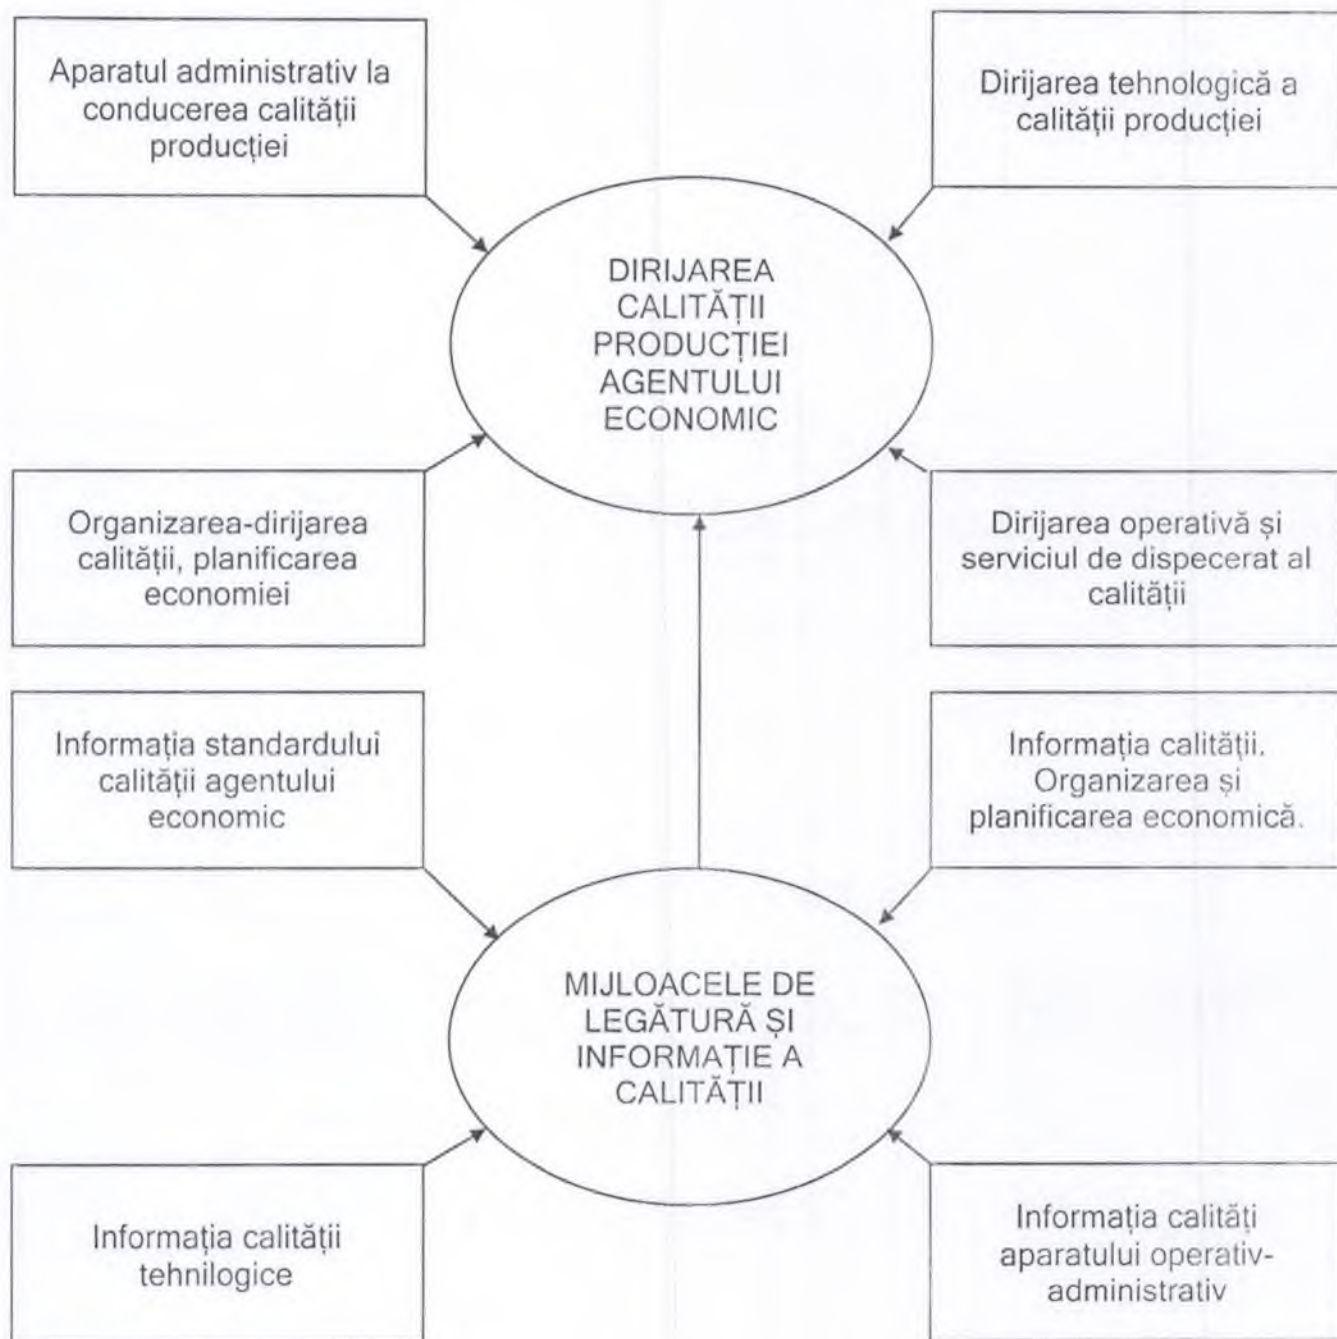 Aparatul administrativ la
conducerea calității
producției
Dirijarea tehnologică a
calității producției
DIRIJAREA
CALITĂȚII
PRODUCȚIEI
AGENTULUI
ECONOMIC
Organizarea-dirijarea
calității, planificarea
economiei
Dirijarea operativă și
serviciul de dispecerat al
calității
Informația standardului
calității agentului
economic
Informația calității.
Organizarea și
planificarea economică.
MIJLOACELE DE
LEGĂTURĂ ȘI
INFORMAȚIE A
CALITĂȚII
Informația calității
tehnilogice
Informația calități
aparatului operativ-
administrativ